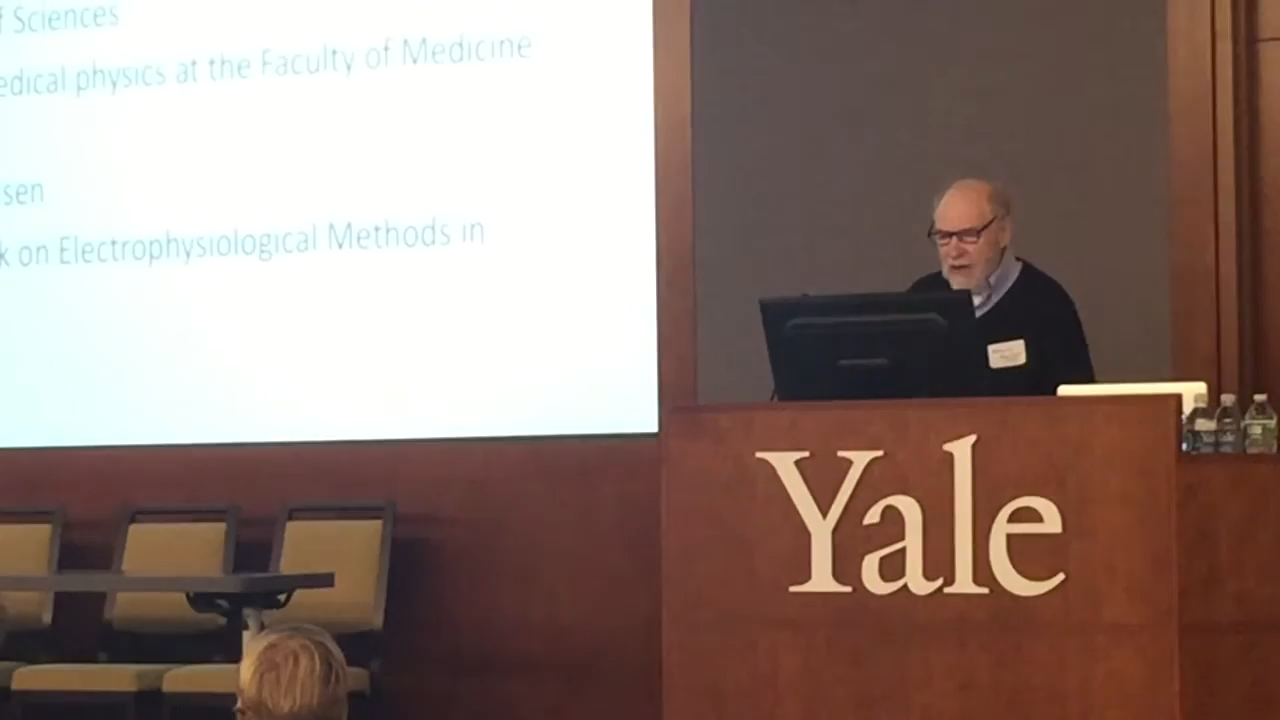 f Sciences
edical physics at the Faculty of Medicine
sen
k on Electrophysiological Methods in
Yale